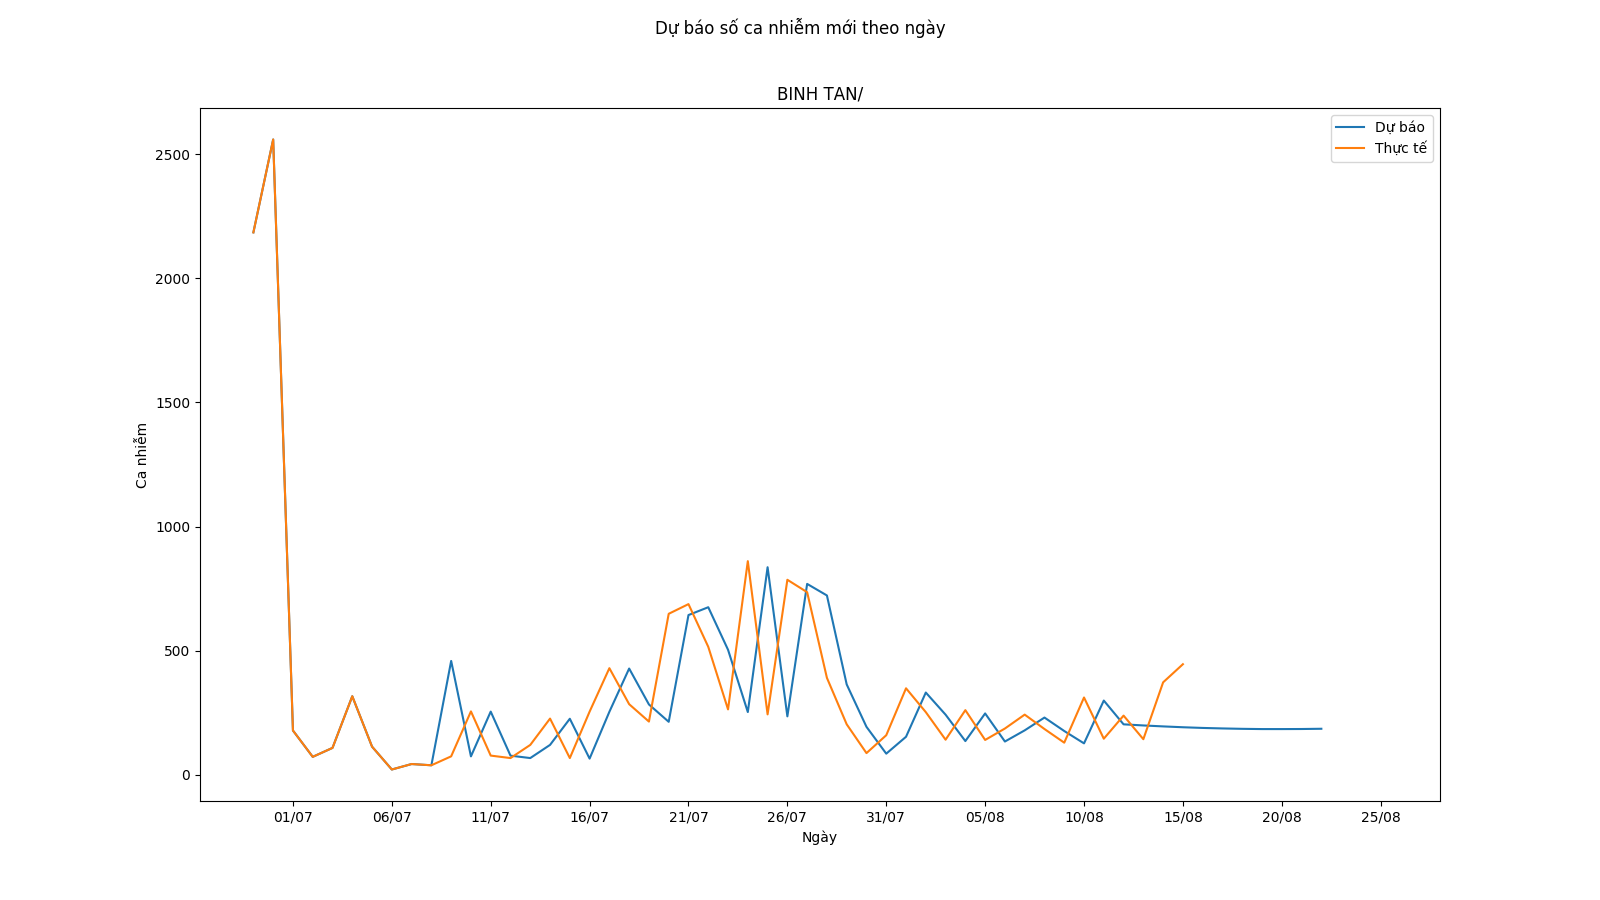 Dự báo số ca nhiễm mới theo ngày
BINH TAN/
Dự báo
Thực tế
2500
2000
1500
1000
500
0
Ca nhiễm
01/07 06/07 11/07 16/07 21/07 26/07 31/07 05/08 10/08 15/08 20/08 25/08
Ngày